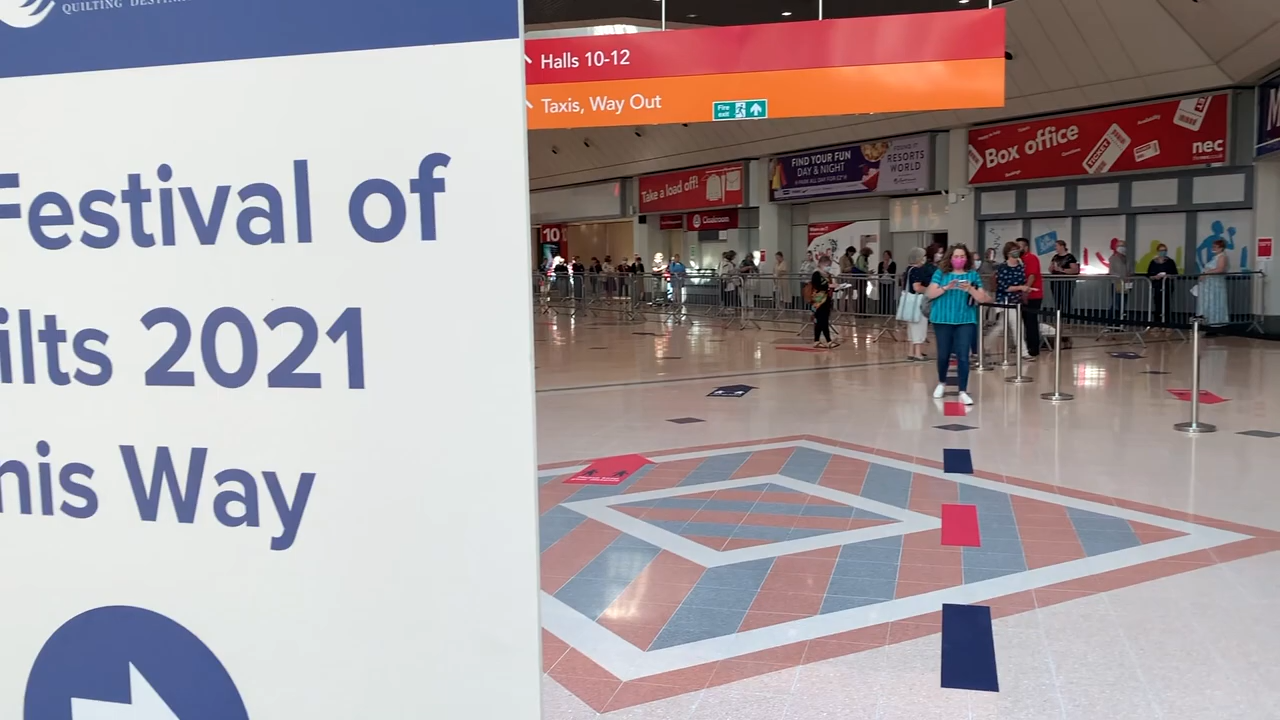 QUILTING
Festival of
ilts 2021
his Way
Halls 10-12
Taxis, Way Out
Fire exit
Take a load off!
Cloakroom
10
FIND YOUR FUN
DAY & NIGHT
RESORTS
WORLD
Box office
TICKET
nec